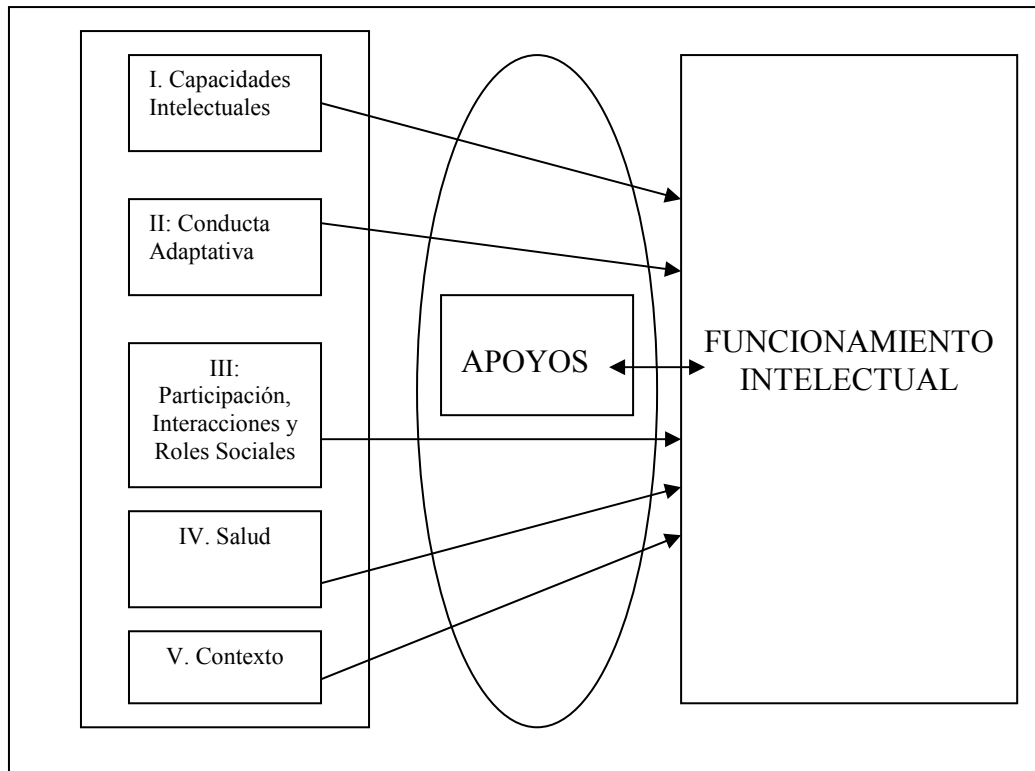 I. Capacidades
Intelectuales
II: Conducta
Adaptativa
III:
Participación,
Interacciones y
Roles Sociales
IV. Salud
V. Contexto
APOYOS
FUNCIONAMIENTO
INTELECTUAL